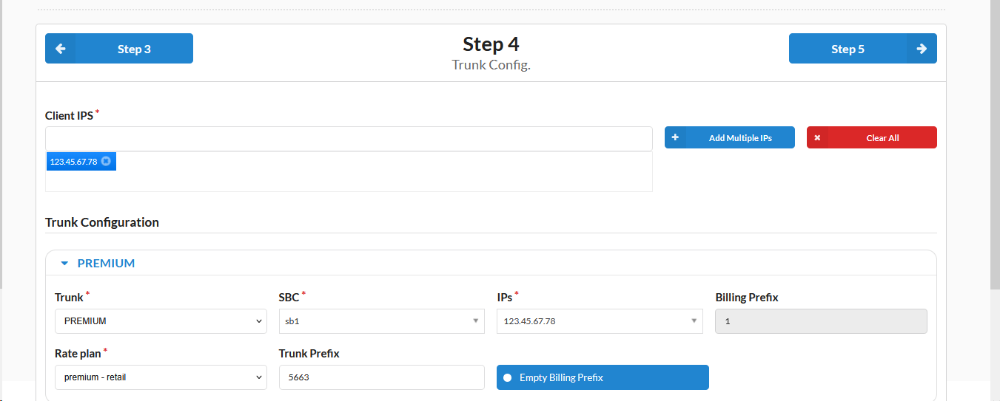 Step 3
Step 4
Step 5
Trunk Config.
Client IPS *
Add Multiple IPs
Clear All
123.45.67.78
Trunk Configuration
PREMIUM
Trunk *
SBC *
IPs *
Billing Prefix
PREMIUM
sb1
123.45.67.78
1
Rate plan *
Trunk Prefix
premium - retail
5663
Empty Billing Prefix